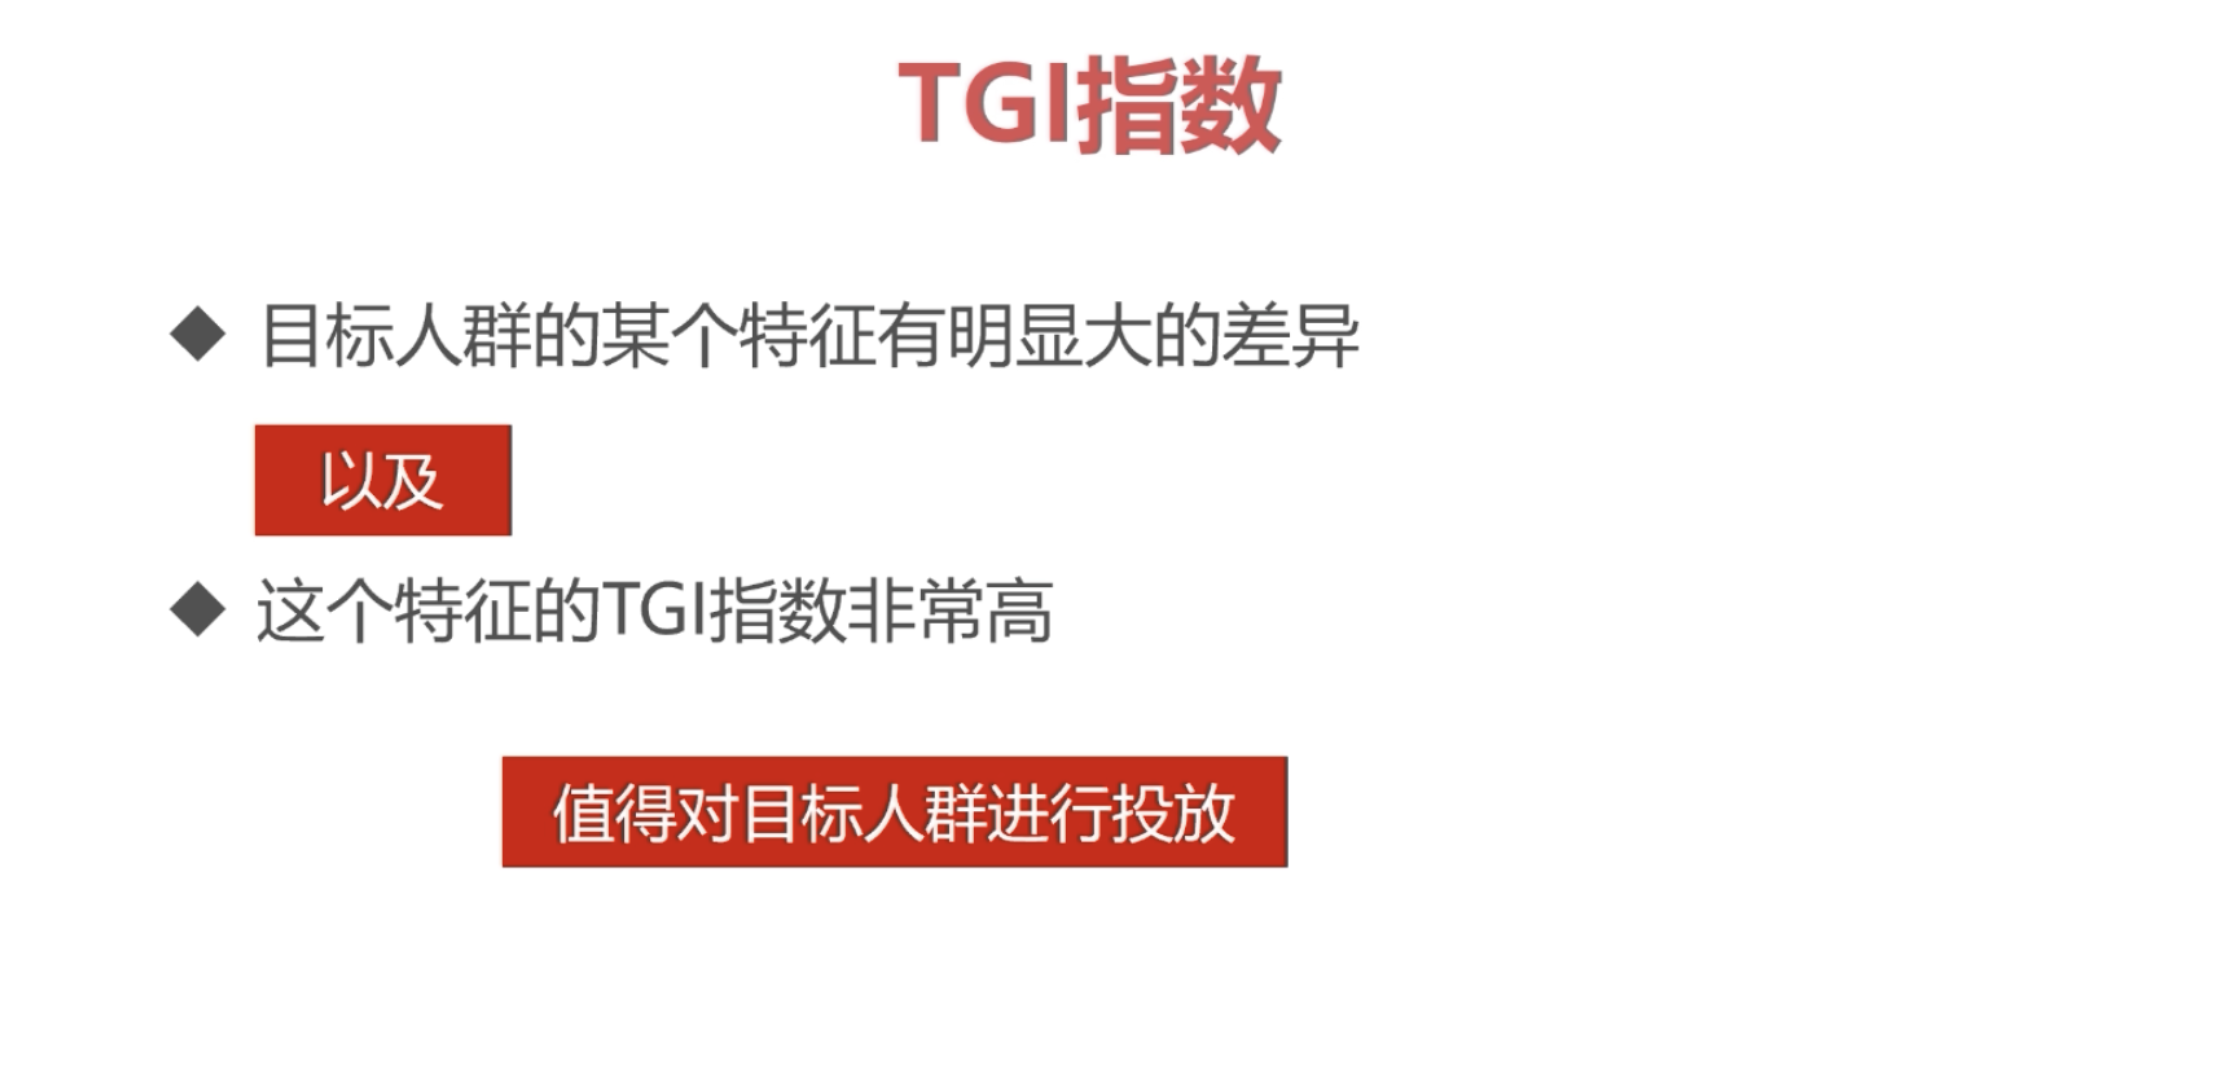 TGI指数
目标人群的某个特征有明显大的差异
以及
这个特征的TGI指数非常高
值得对目标人群进行投放